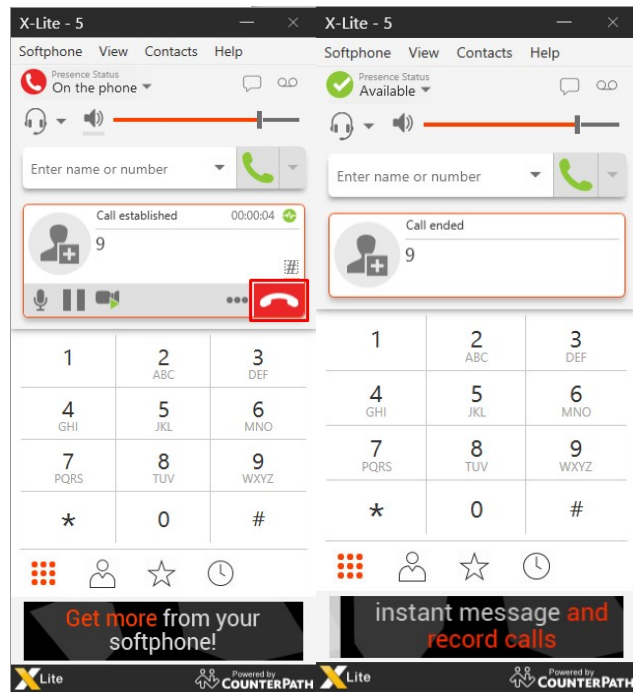 X-Lite - 5
Softphone View Contacts Help
Presence Status
On the phone
Enter name or number
Call established 00:00:04
9
#
1 2 3
ABC DEF
4 5 6
GHI JKL MNO
7 8 9
PQRS TUV WXYZ
* 0 #
Get more from your
softphone!
X Lite Powered by
COUNTERPATH
X-Lite - 5
Softphone View Contacts Help
Presence Status
Available
Enter name or number
Call ended
9
1 2 3
ABC DEF
4 5 6
GHI JKL MNO
7 8 9
PQRS TUV WXYZ
* 0 #
instant message and
record calls
X Lite Powered by
COUNTERPATH